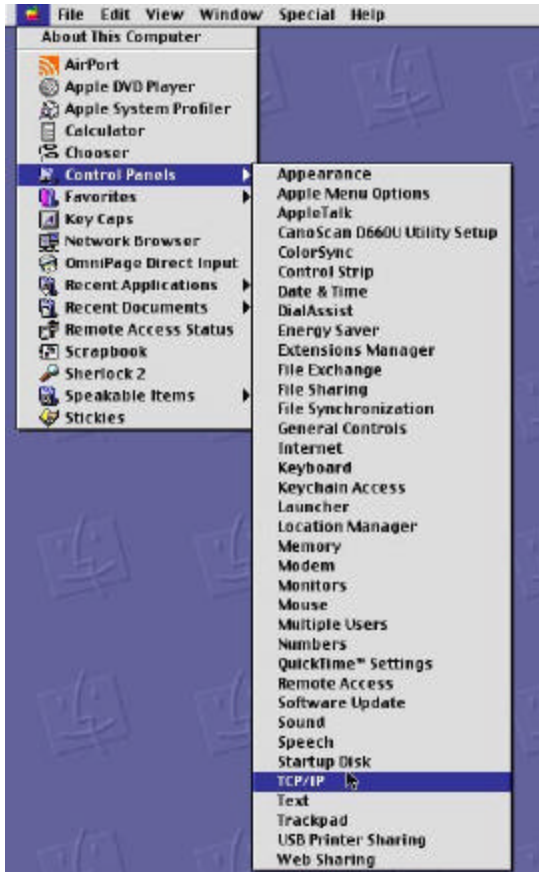 File Edit View Window Special Help
About This Computer
AirPort
Apple DVD Player
Apple System Profiler
Calculator
Chooser
Control Panels
Favorites
Key Caps
Network Browser
OmniPage Direct Input
Recent Applications
Recent Documents
Remote Access Status
Scrapbook
Sherlock 2
Speakable Items
Stickies
Appearance
Apple Menu Options
AppleTalk
CanoScan D660U Utility Setup
ColorSync
Control Strip
Date & Time
DialAssist
Energy Saver
Extensions Manager
File Exchange
File Sharing
File Synchronization
General Controls
Internet
Keyboard
Keychain Access
Launcher
Location Manager
Memory
Modem
Monitors
Mouse
Multiple Users
Numbers
QuickTime™ Settings
Remote Access
Software Update
Sound
Speech
Startup Disk
TCP/IP
Text
Trackpad
USB Printer Sharing
Web Sharing